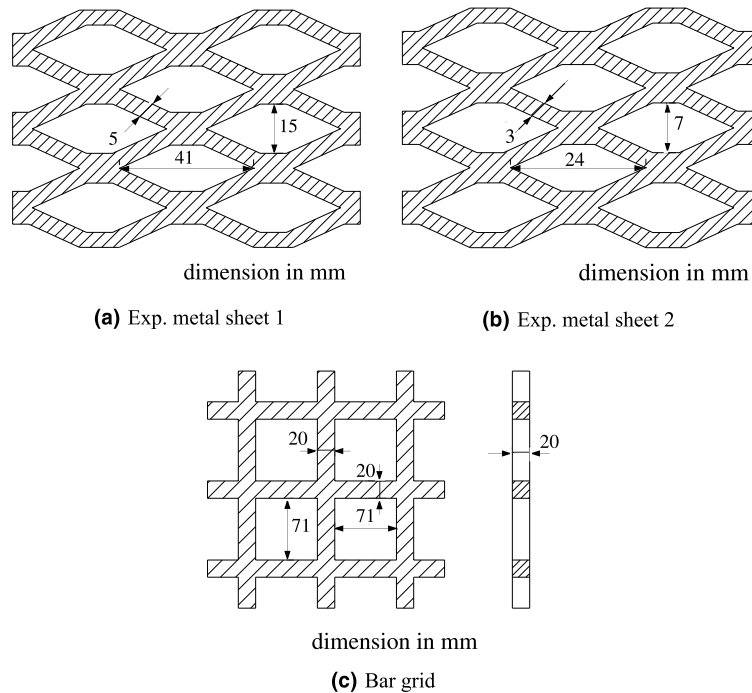 5
15
41
dimension in mm
(a) Exp. metal sheet 1
3
7
24
dimension in mm
(b) Exp. metal sheet 2
20
20
71
71
20
dimension in mm
(c) Bar grid